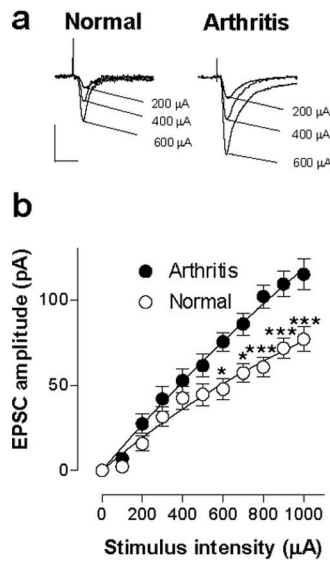 a
Normal Arthritis
200 µA
400 µA
600 µA
200 µA
400 µA
600 µA
b
EPSC amplitude (pA)
100
50
0
Arthritis
Normal
* * *** *** ***
0 200 400 600 800 1000
Stimulus intensity (µA)